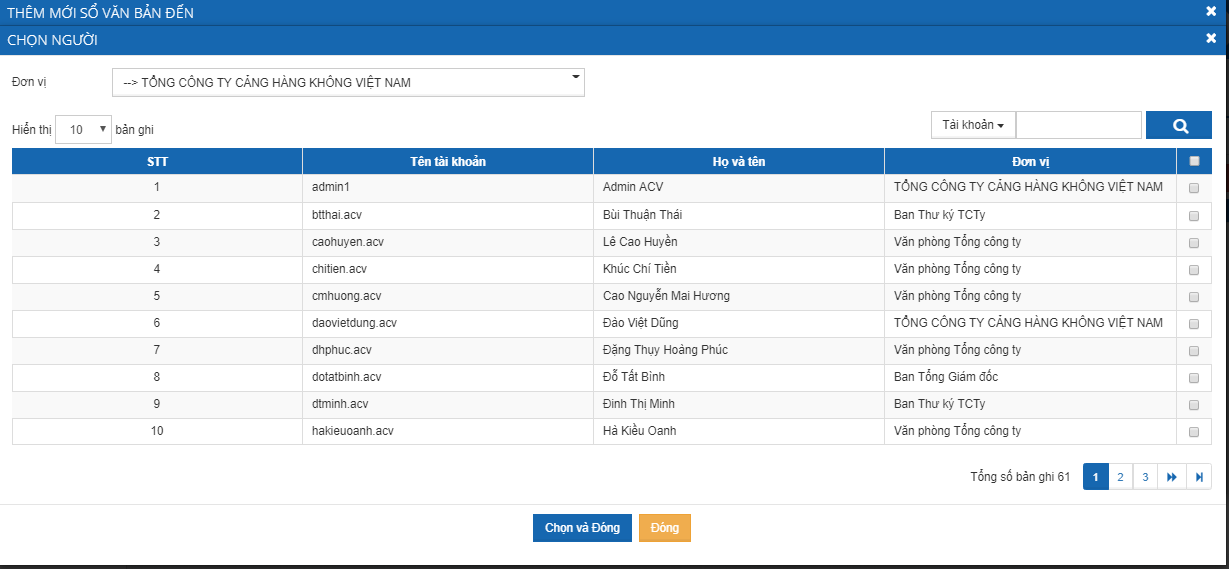 THÊM MỚI SỔ VĂN BẢN ĐẾN
CHỌN NGƯỜI
Đơn vị --> TỔNG CÔNG TY CẢNG HÀNG KHÔNG VIỆT NAM
Hiển thị 10 bản ghi Tài khoản
STT Tên tài khoản Họ và tên Đơn vị
1 admin1 Admin ACV TỔNG CÔNG TY CẢNG HÀNG KHÔNG VIỆT NAM
2 btthai.acv Bùi Thuận Thái Ban Thư ký TCTy
3 caohuyen.acv Lê Cao Huyền Văn phòng Tổng công ty
4 chitien.acv Khúc Chí Tiền Văn phòng Tổng công ty
5 cmhuong.acv Cao Nguyễn Mai Hương Văn phòng Tổng công ty
6 daovietdung.acv Đào Việt Dũng TỔNG CÔNG TY CẢNG HÀNG KHÔNG VIỆT NAM
7 dhphuc.acv Đặng Thụy Hoàng Phúc Văn phòng Tổng công ty
8 dotatbinh.acv Đỗ Tất Bình Ban Tổng Giám đốc
9 dtminh.acv Đinh Thị Minh Ban Thư ký TCTy
10 hakieuoanh.acv Hà Kiều Oanh Văn phòng Tổng công ty
Tổng số bản ghi 61 1 2 3
Chọn và Đóng Đóng